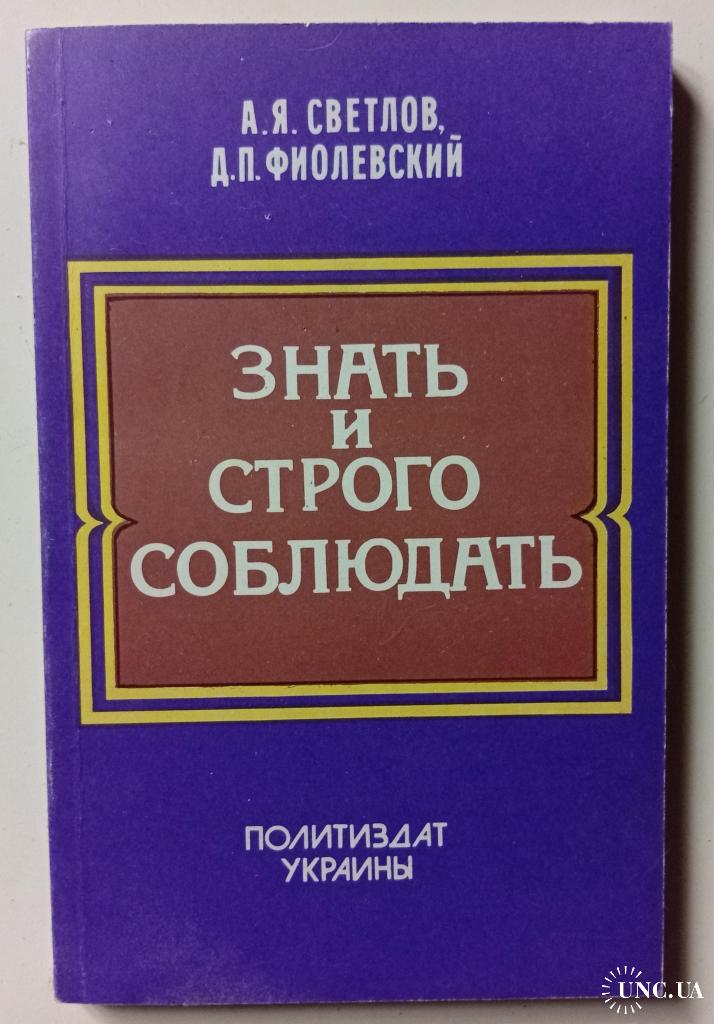 А.Я. СВЕТЛОВ,
Д.П. ФИОЛЕВСКИЙ
ЗНАТЬ
И
СТРОГО
СОБЛЮДАТЬ
ПОЛИТИЗДАТ
УКРАИНЫ
UNC.UA